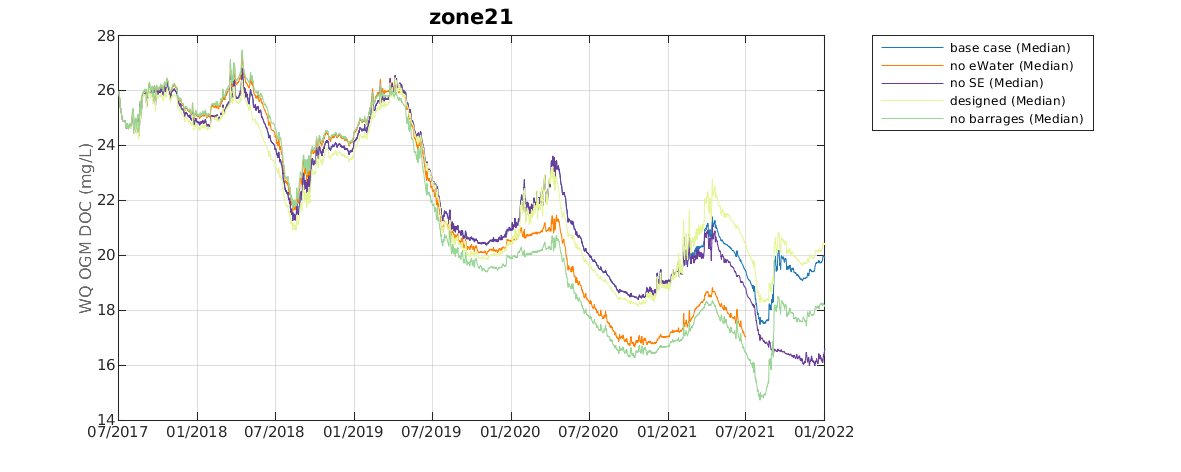 zone21
28
26
24
22
20
18
16
14
WQ OGM DOC (mg/L)
07/2017 01/2018 07/2018 01/2019 07/2019 01/2020 07/2020 01/2021 07/2021 01/2022
base case (Median)
no eWater (Median)
no SE (Median)
designed (Median)
no barrages (Median)